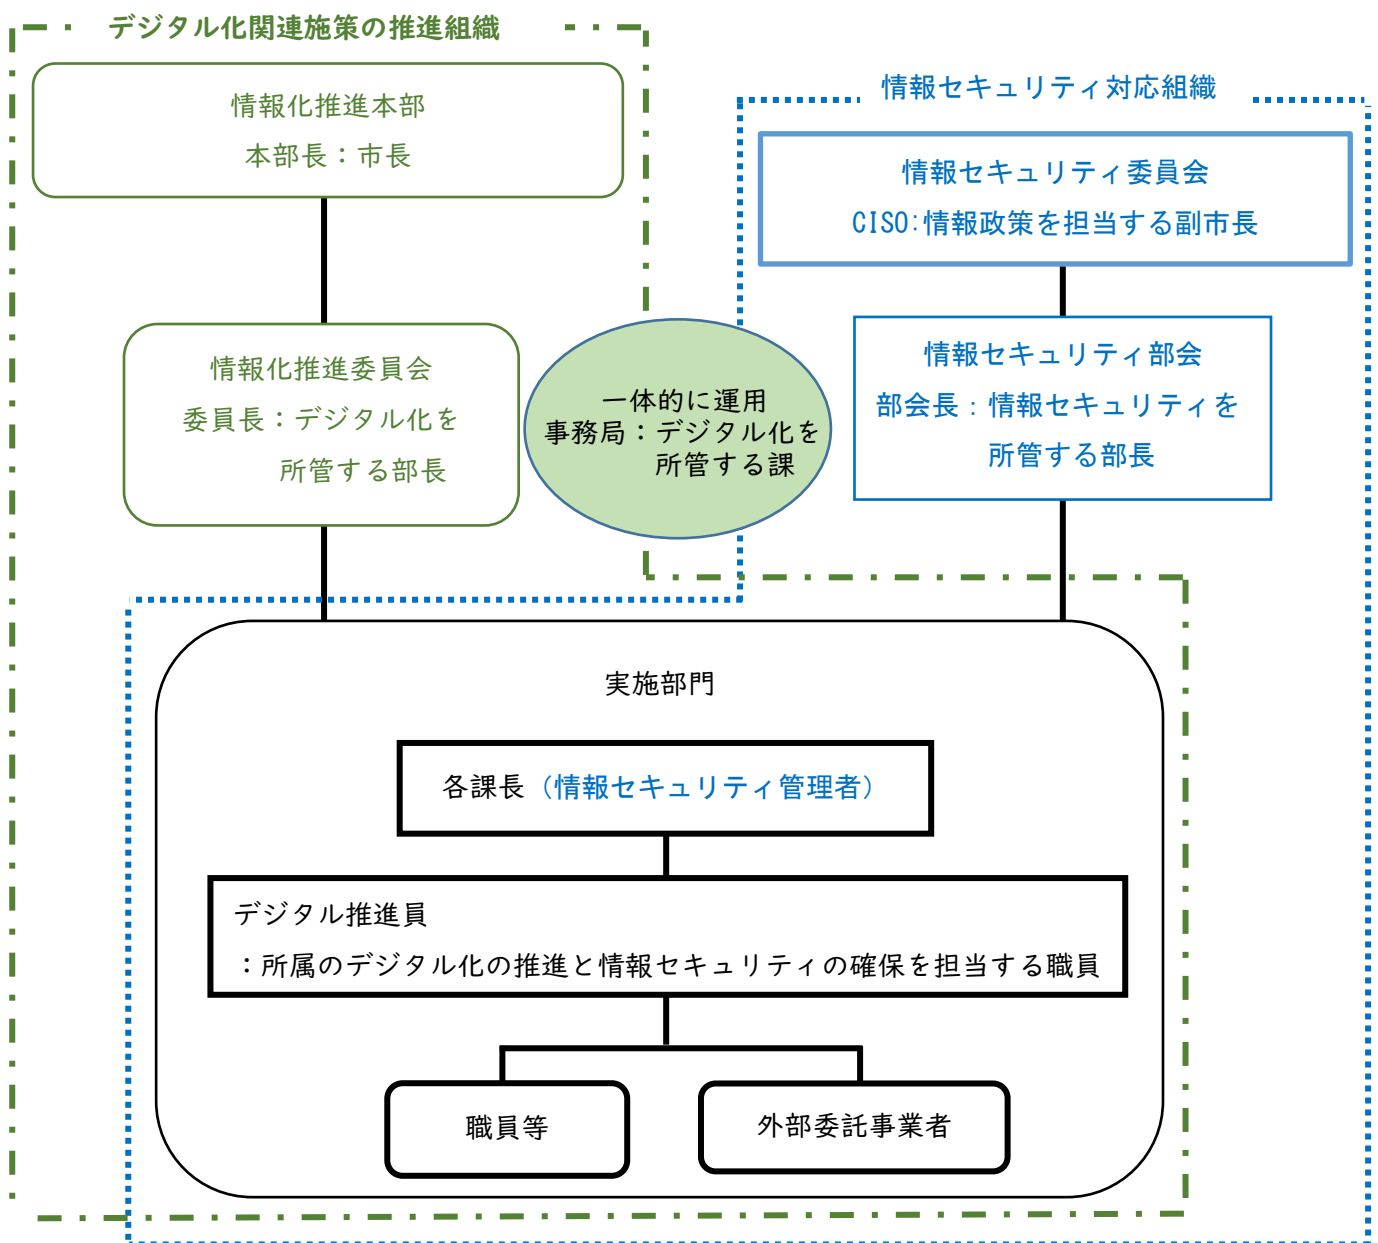 デジタル化関連施策の推進組織
情報化推進本部
本部長：市長
情報セキュリティ対応組織
情報セキュリティ委員会
CISO:情報政策を担当する副市長
情報化推進委員会
委員長：デジタル化を
所管する部長
一体的に運用
事務局：デジタル化を
所管する課
情報セキュリティ部会
部会長：情報セキュリティを
所管する部長
実施部門
各課長（情報セキュリティ管理者）
デジタル推進員
：所属のデジタル化の推進と情報セキュリティの確保を担当する職員
職員等
外部委託事業者